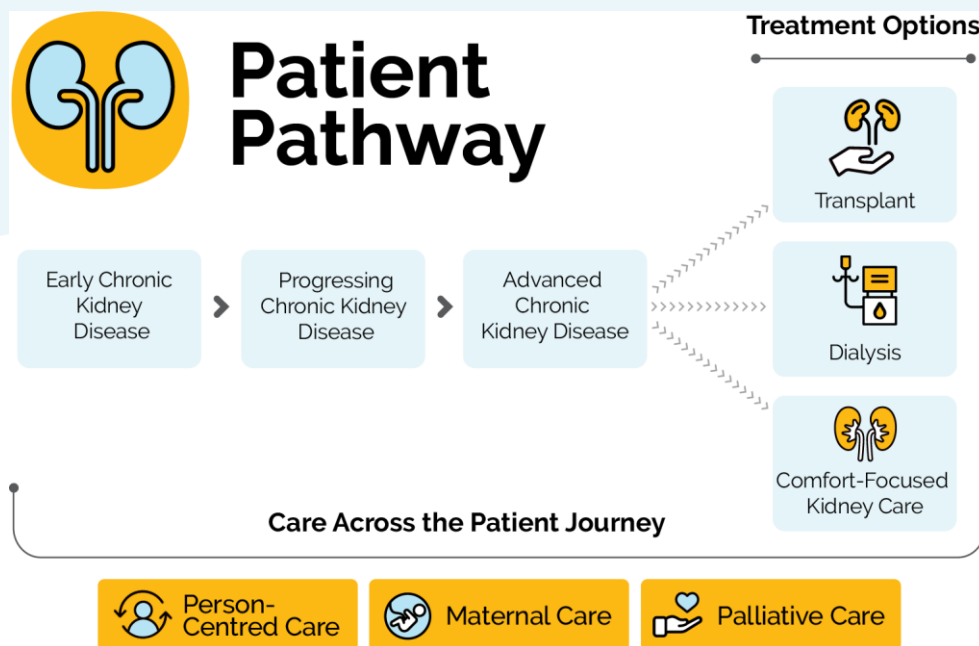 Patient
Pathway
Treatment Options
Transplant
Early Chronic
Kidney
Disease
Progressing
Chronic Kidney
Disease
Advanced
Chronic
Kidney Disease
Dialysis
Comfort-Focused
Kidney Care
Care Across the Patient Journey
Person-
Centred Care
Maternal Care
Palliative Care